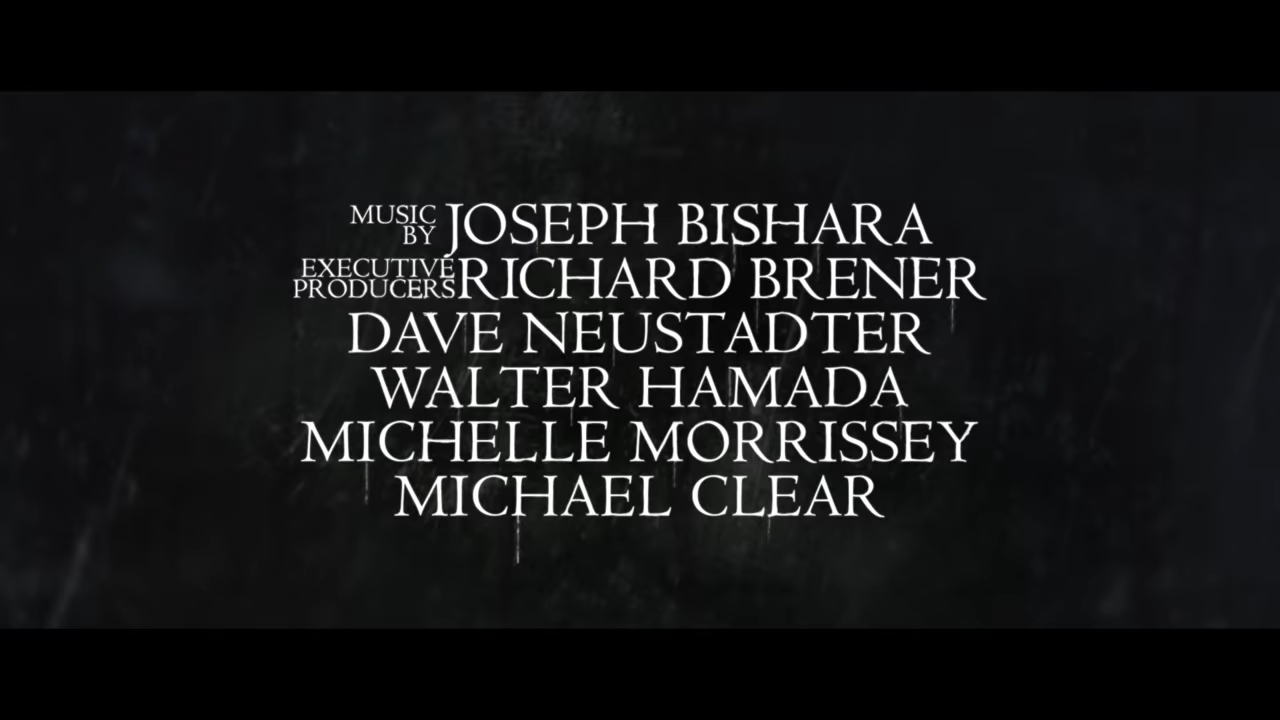 MUSIC BY JOSEPH BISHARA
EXECUTIVE PRODUCERS RICHARD BRENER
DAVE NEUSTADTER
WALTER HAMADA
MICHELLE MORRISSEY
MICHAEL CLEAR